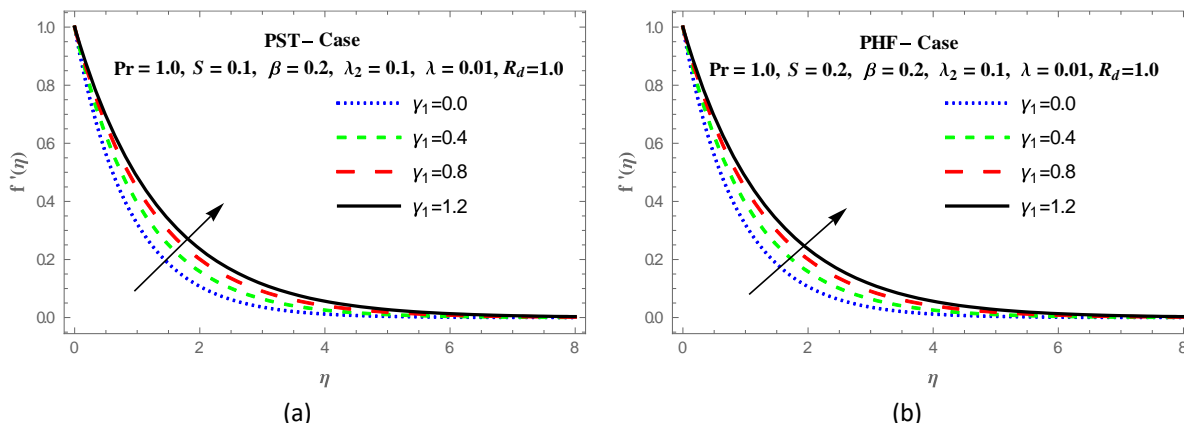 PST – Case
Pr = 1.0, S = 0.1, β = 0.2, λ₂ = 0.1, λ = 0.01, R_d=1.0
γ₁=0.0
γ₁=0.4
γ₁=0.8
γ₁=1.2
f '(η)
1.0
0.8
0.6
0.4
0.2
0.0
0
2
4
6
8
η
(a)
PHF – Case
Pr = 1.0, S = 0.2, β = 0.2, λ₂ = 0.1, λ = 0.01, R_d=1.0
γ₁=0.0
γ₁=0.4
γ₁=0.8
γ₁=1.2
f '(η)
1.0
0.8
0.6
0.4
0.2
0.0
0
2
4
6
8
η
(b)